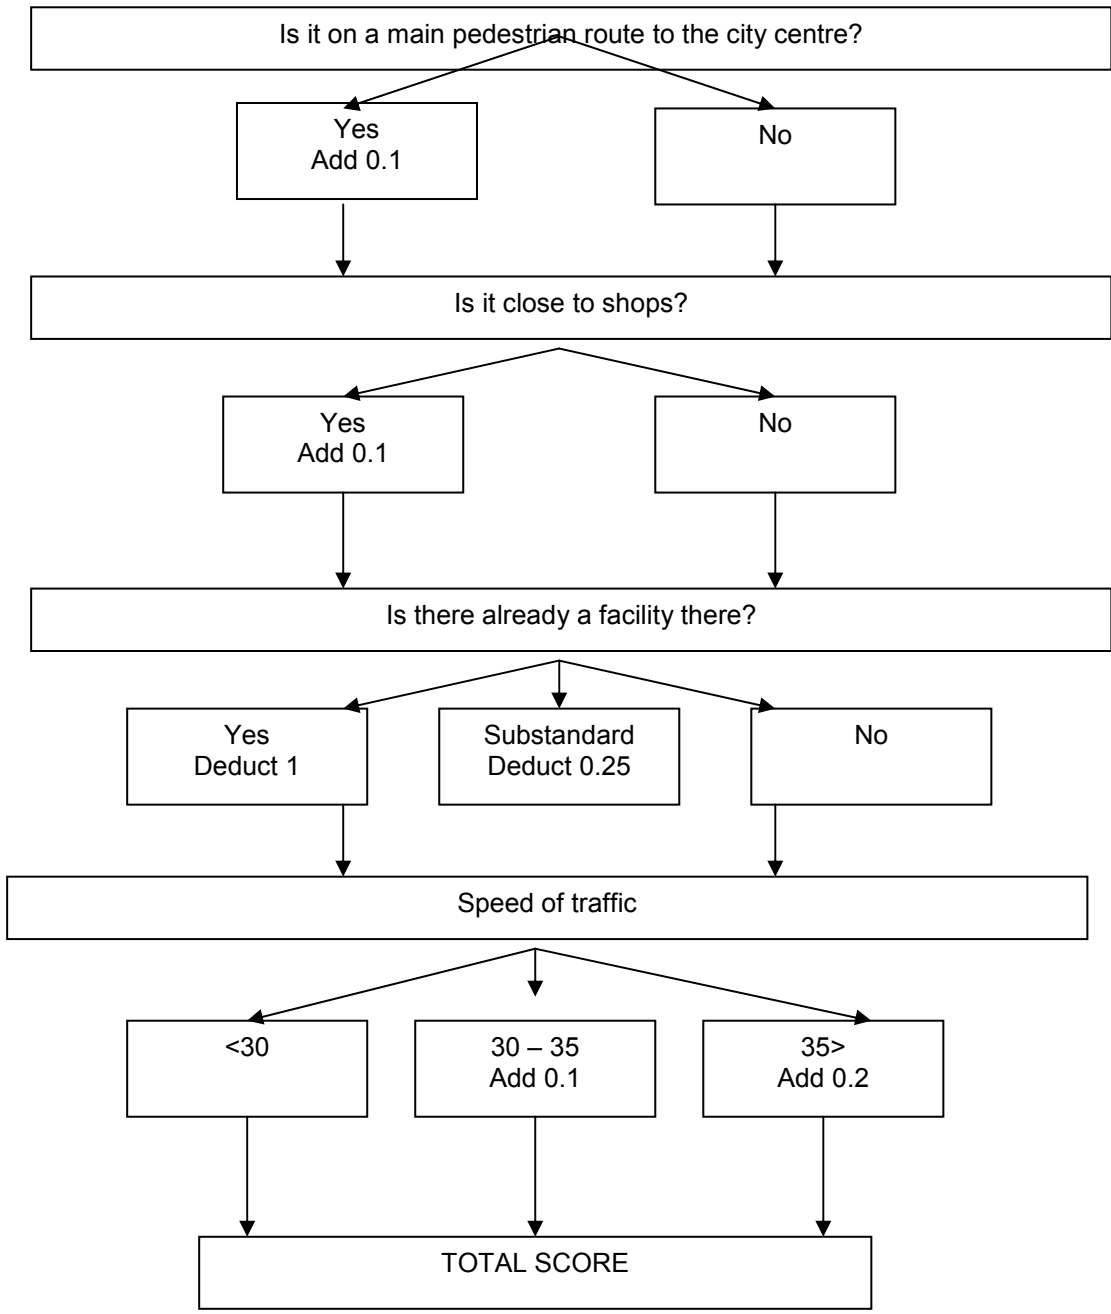 Is it on a main pedestrian route to the city centre?
Yes
Add 0.1
No
Is it close to shops?
Yes
Add 0.1
No
Is there already a facility there?
Yes
Deduct 1
Substandard
Deduct 0.25
No
Speed of traffic
<30
30 – 35
Add 0.1
35>
Add 0.2
TOTAL SCORE